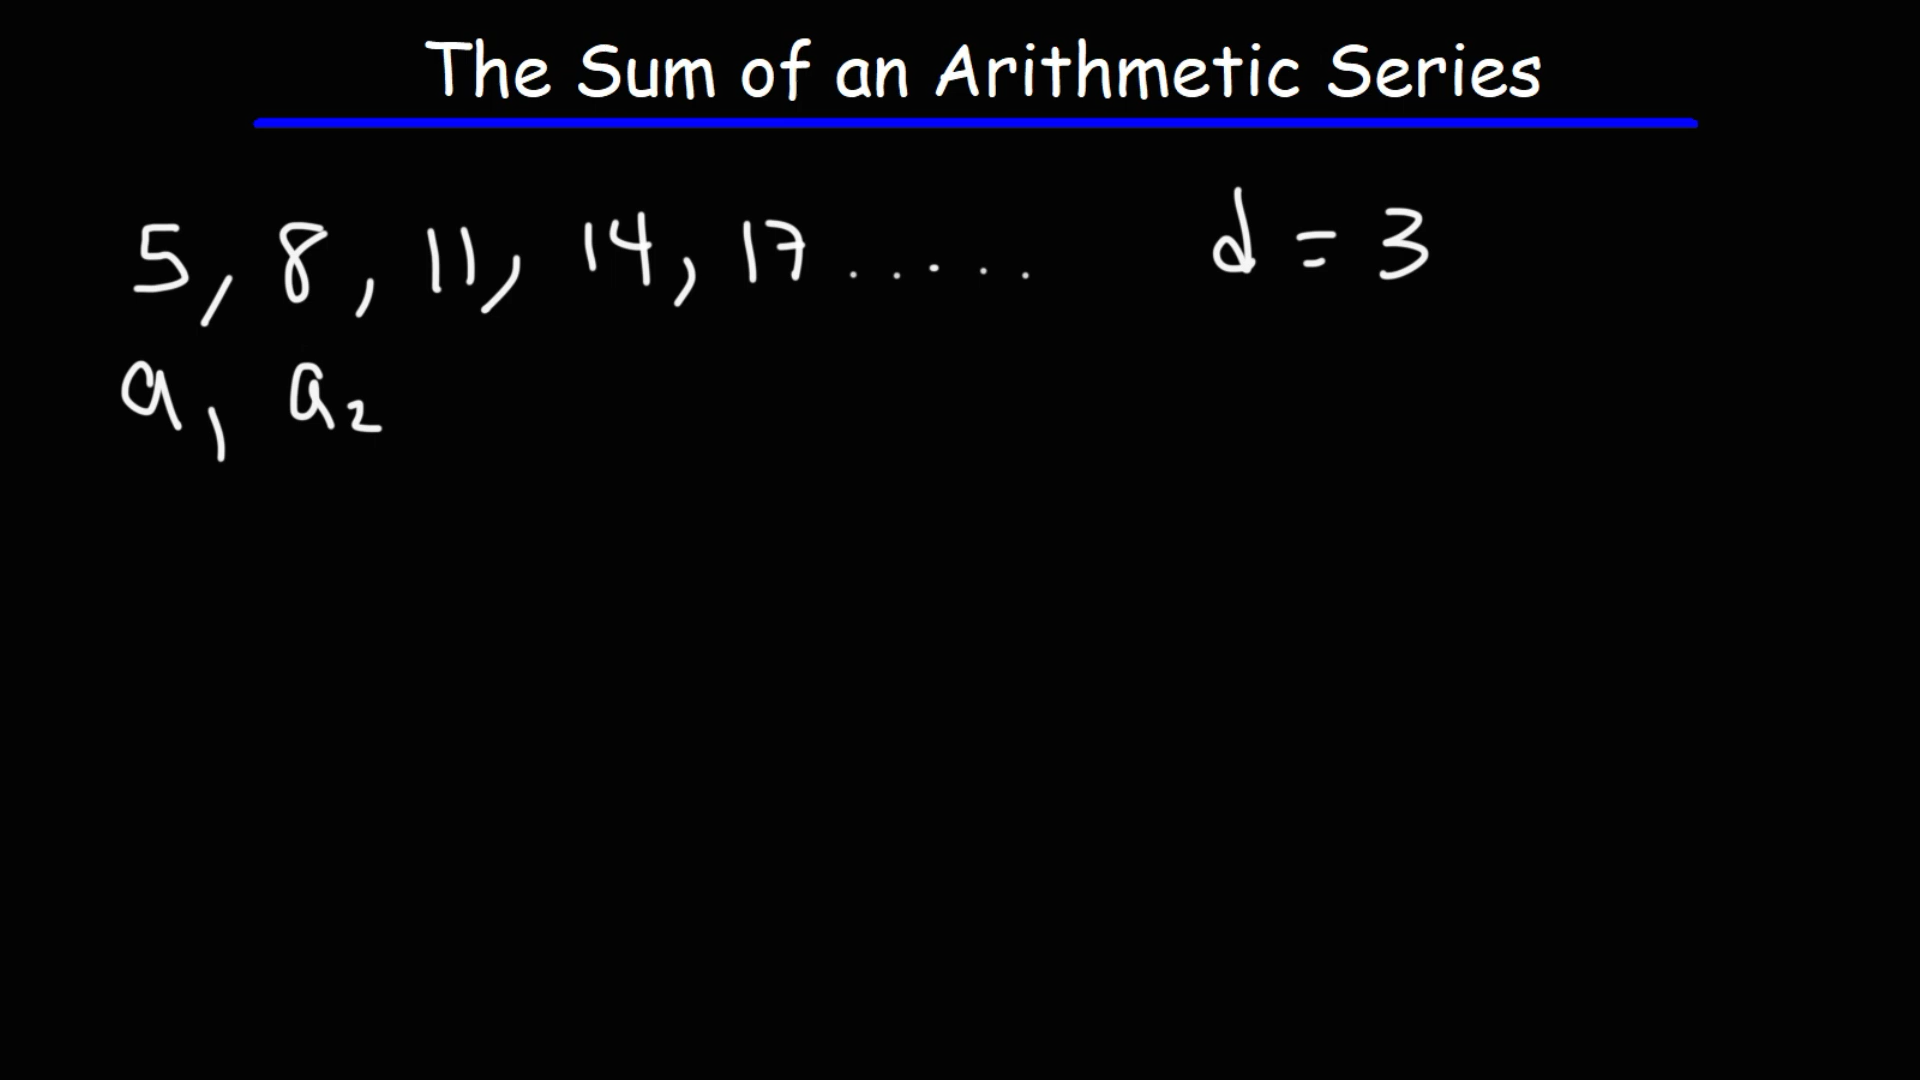 The Sum of an Arithmetic Series
5, 8, 11, 14, 17..... d = 3
a₁ a₂